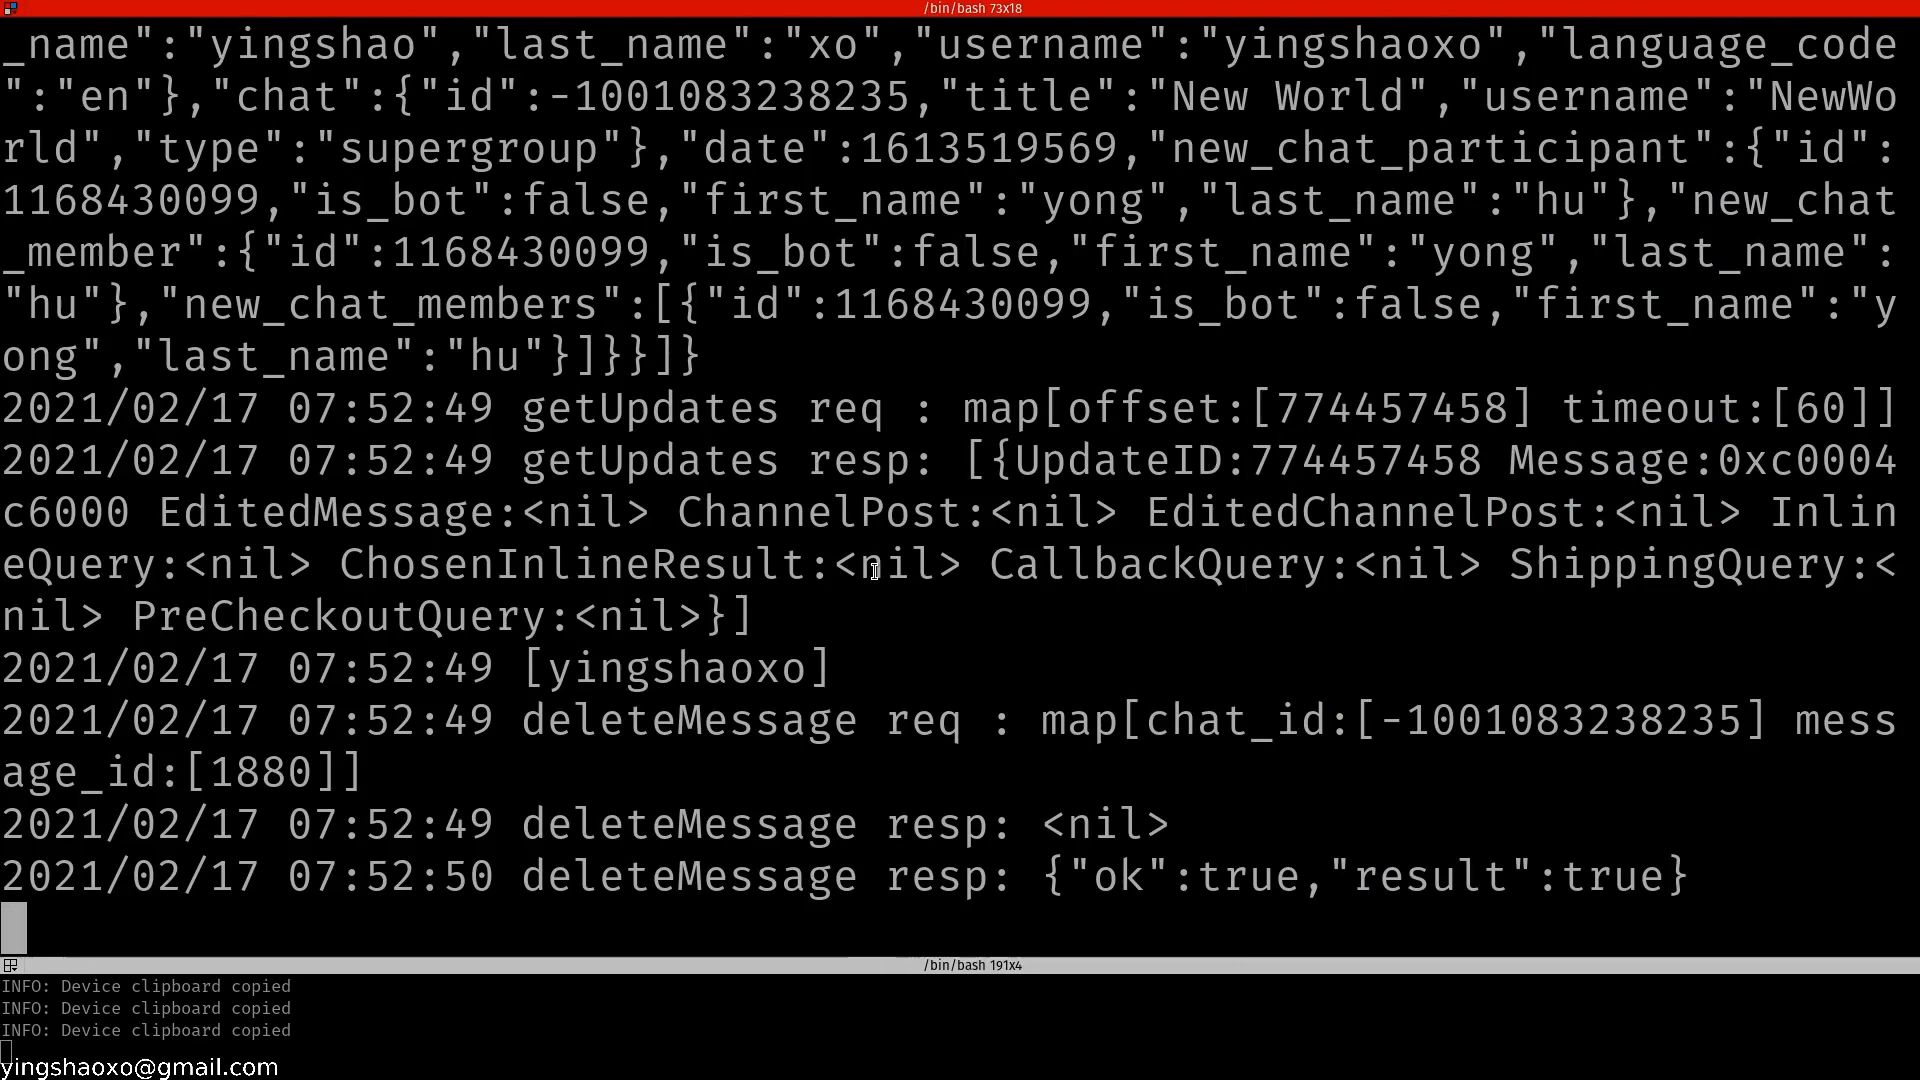 /bin/bash 73x18
_name":"yingshao","last_name":"xo","username":"yingshaoxo","language_code
":"en"},"chat":{"id":-1001083238235,"title":"New World","username":"NewWo
rld","type":"supergroup"},"date":1613519569,"new_chat_participant":{"id":
1168430099,"is_bot":false,"first_name":"yong","last_name":"hu"},"new_chat
_member":{"id":1168430099,"is_bot":false,"first_name":"yong","last_name":
"hu"},"new_chat_members":[{"id":1168430099,"is_bot":false,"first_name":"y
ong","last_name":"hu"}]}}]}
2021/02/17 07:52:49 getUpdates req : map[offset:[774457458] timeout:[60]]
2021/02/17 07:52:49 getUpdates resp: [{UpdateID:774457458 Message:0xc0004
c6000 EditedMessage:<nil> ChannelPost:<nil> EditedChannelPost:<nil> Inlin
eQuery:<nil> ChosenInlineResult:<nil> CallbackQuery:<nil> ShippingQuery:<
nil> PreCheckoutQuery:<nil>}]
2021/02/17 07:52:49 [yingshaoxo]
2021/02/17 07:52:49 deleteMessage req : map[chat_id:[-1001083238235] mess
age_id:[1880]]
2021/02/17 07:52:49 deleteMessage resp: <nil>
2021/02/17 07:52:50 deleteMessage resp: {"ok":true,"result":true}
/bin/bash 191x4
INFO: Device clipboard copied
INFO: Device clipboard copied
INFO: Device clipboard copied
yingshaoxo@gmail.com